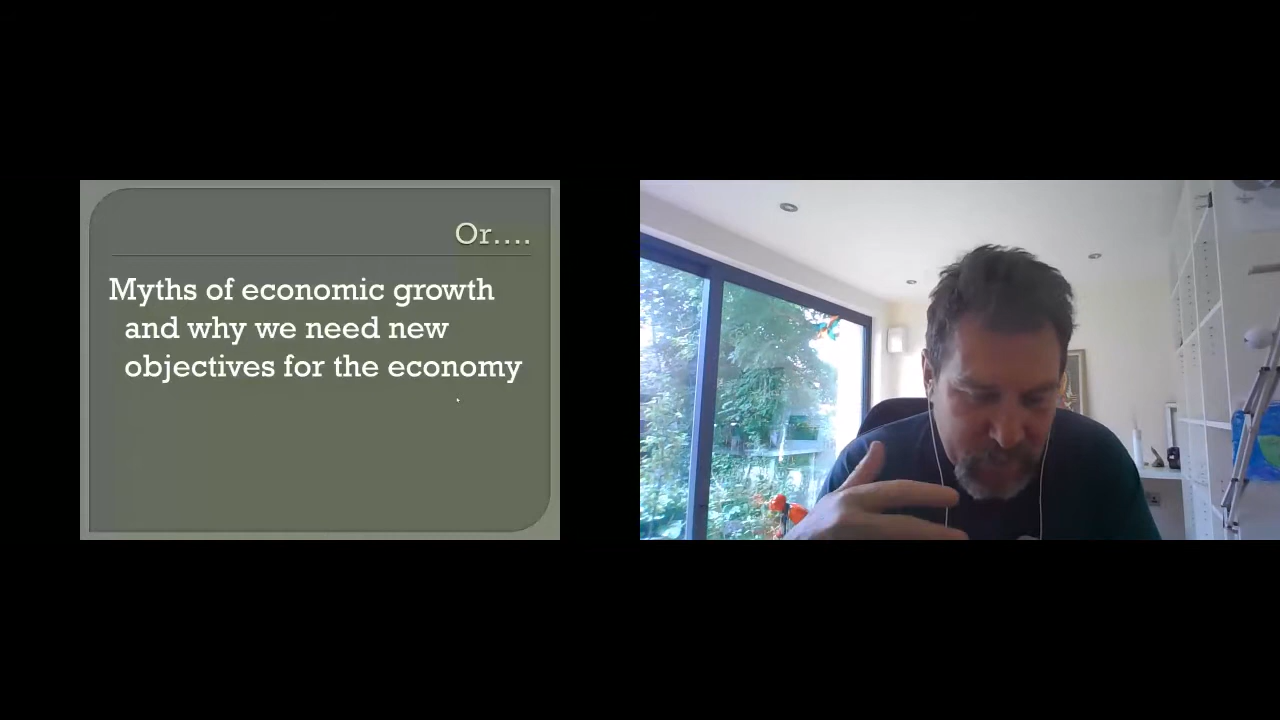 Or....
Myths of economic growth
and why we need new
objectives for the economy